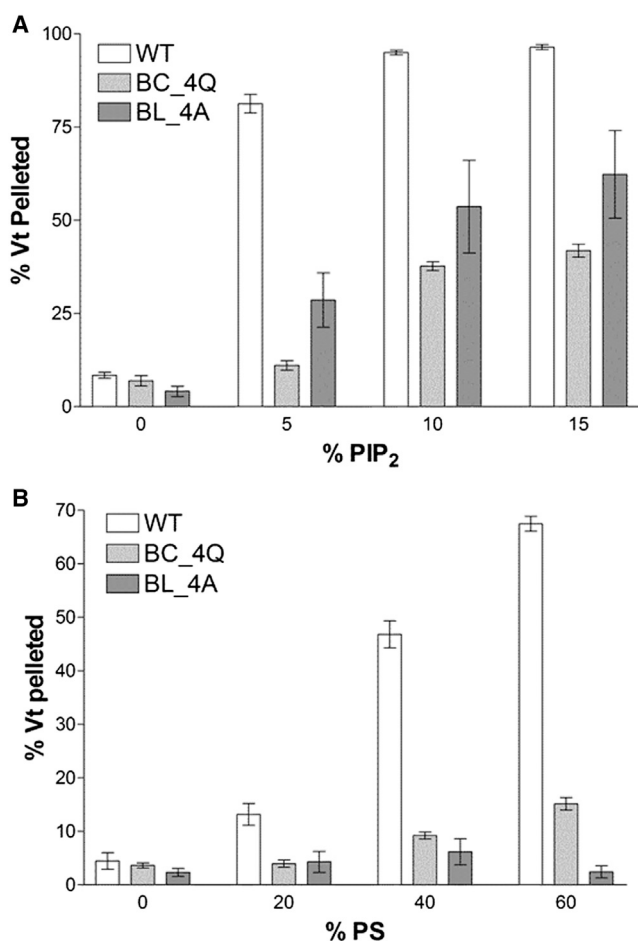 A
100
75
50
25
0
% Vt Pelleted
WT
BC_4Q
BL_4A
0 5 10 15
% PIP2
B
70
60
50
40
30
20
10
0
% Vt pelleted
WT
BC_4Q
BL_4A
0 20 40 60
% PS